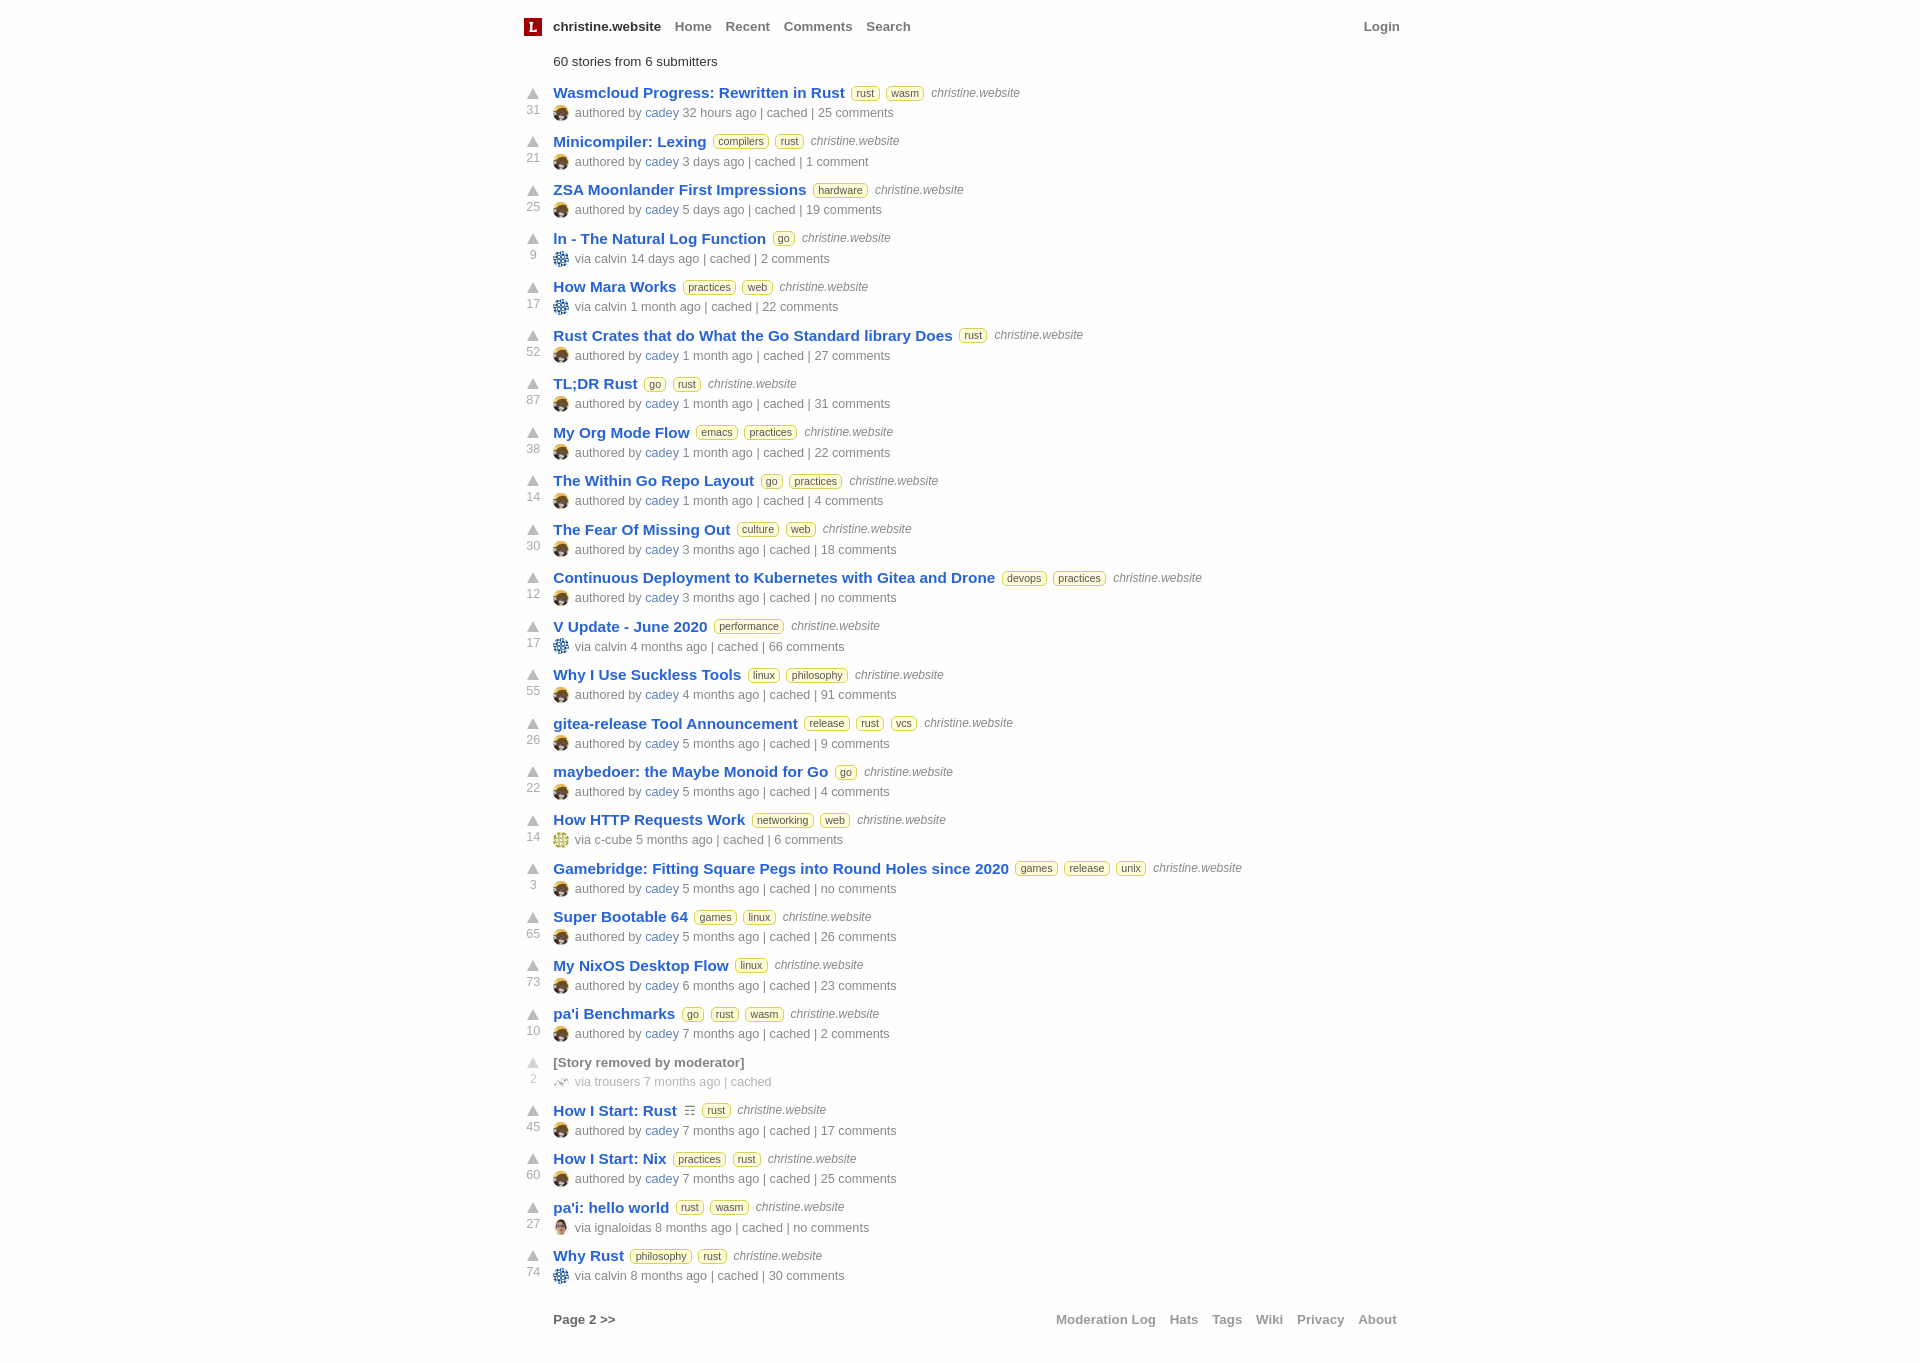 L christine.website Home Recent Comments Search Login
60 stories from 6 submitters
Wasmcloud Progress: Rewritten in Rust rust wasm christine.website
31 authored by cadey 32 hours ago | cached | 25 comments
Minicompiler: Lexing compilers rust christine.website
21 authored by cadey 3 days ago | cached | 1 comment
ZSA Moonlander First Impressions hardware christine.website
25 authored by cadey 5 days ago | cached | 19 comments
ln - The Natural Log Function go christine.website
9 via calvin 14 days ago | cached | 2 comments
How Mara Works practices web christine.website
17 via calvin 1 month ago | cached | 22 comments
Rust Crates that do What the Go Standard library Does rust christine.website
52 authored by cadey 1 month ago | cached | 27 comments
TL;DR Rust go rust christine.website
87 authored by cadey 1 month ago | cached | 31 comments
My Org Mode Flow emacs practices christine.website
38 authored by cadey 1 month ago | cached | 22 comments
The Within Go Repo Layout go practices christine.website
14 authored by cadey 1 month ago | cached | 4 comments
The Fear Of Missing Out culture web christine.website
30 authored by cadey 3 months ago | cached | 18 comments
Continuous Deployment to Kubernetes with Gitea and Drone devops practices christine.website
12 authored by cadey 3 months ago | cached | no comments
V Update - June 2020 performance christine.website
17 via calvin 4 months ago | cached | 66 comments
Why I Use Suckless Tools linux philosophy christine.website
55 authored by cadey 4 months ago | cached | 91 comments
gitea-release Tool Announcement release rust vcs christine.website
26 authored by cadey 5 months ago | cached | 9 comments
maybedoer: the Maybe Monoid for Go go christine.website
22 authored by cadey 5 months ago | cached | 4 comments
How HTTP Requests Work networking web christine.website
14 via c-cube 5 months ago | cached | 6 comments
Gamebridge: Fitting Square Pegs into Round Holes since 2020 games release unix christine.website
3 authored by cadey 5 months ago | cached | no comments
Super Bootable 64 games linux christine.website
65 authored by cadey 5 months ago | cached | 26 comments
My NixOS Desktop Flow linux christine.website
73 authored by cadey 6 months ago | cached | 23 comments
pa'i Benchmarks go rust wasm christine.website
10 authored by cadey 7 months ago | cached | 2 comments
[Story removed by moderator]
2 via trousers 7 months ago | cached
How I Start: Rust ☶ rust christine.website
45 authored by cadey 7 months ago | cached | 17 comments
How I Start: Nix practices rust christine.website
60 authored by cadey 7 months ago | cached | 25 comments
pa'i: hello world rust wasm christine.website
27 via ignaloidas 8 months ago | cached | no comments
Why Rust philosophy rust christine.website
74 via calvin 8 months ago | cached | 30 comments
Page 2 >> Moderation Log Hats Tags Wiki Privacy About